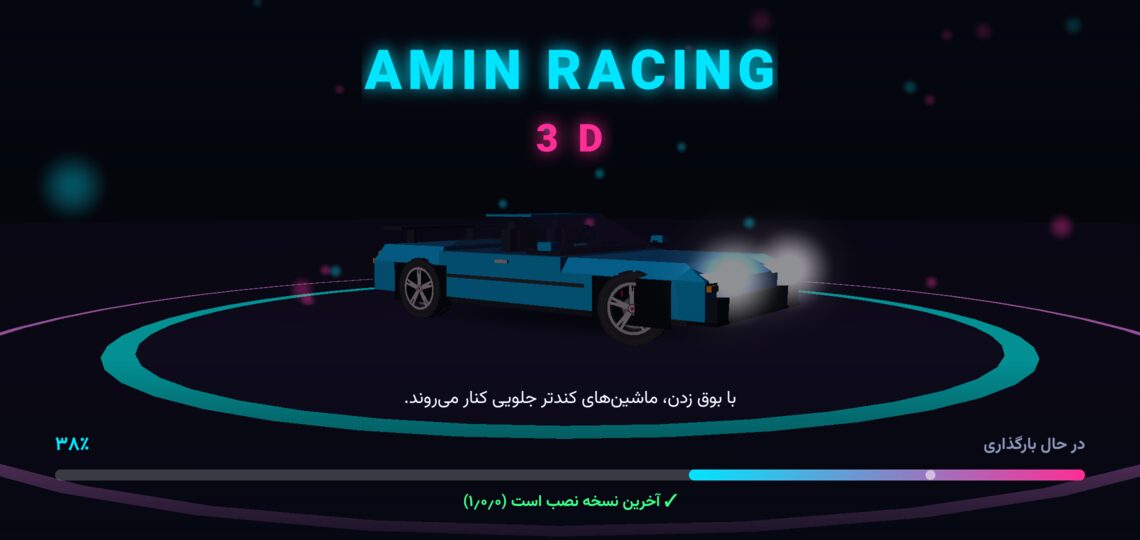 AMIN RACING
3 D
با بوق زدن، ماشین‌های کندتر جلویی کنار می‌روند.
در حال بارگذاری
۳۸٪
✓ آخرین نسخه نصب است (۱٫۰٫۰)